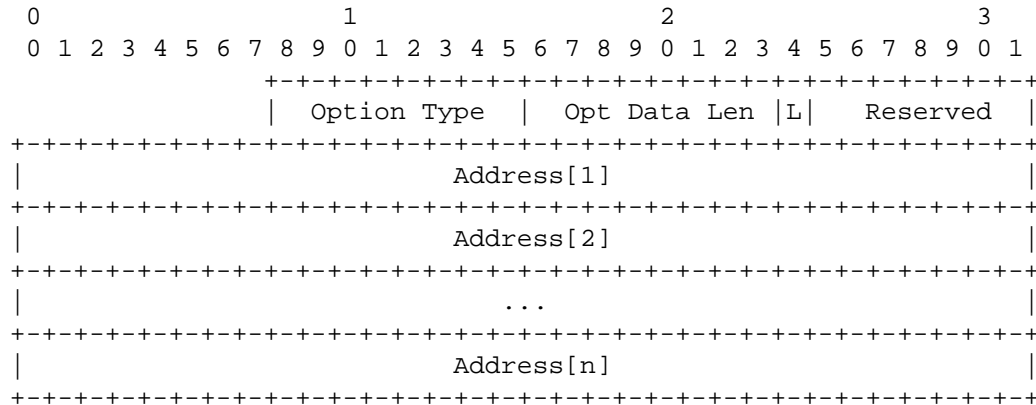 0                   1                   2                   3
 0 1 2 3 4 5 6 7 8 9 0 1 2 3 4 5 6 7 8 9 0 1 2 3 4 5 6 7 8 9 0 1
                +-+-+-+-+-+-+-+-+-+-+-+-+-+-+-+-+-+-+-+-+-+-+-+-+
                |  Option Type  |  Opt Data Len |L|   Reserved  |
+-+-+-+-+-+-+-+-+-+-+-+-+-+-+-+-+-+-+-+-+-+-+-+-+-+-+-+-+-+-+-+-+
|                           Address[1]                          |
+-+-+-+-+-+-+-+-+-+-+-+-+-+-+-+-+-+-+-+-+-+-+-+-+-+-+-+-+-+-+-+-+
|                           Address[2]                          |
+-+-+-+-+-+-+-+-+-+-+-+-+-+-+-+-+-+-+-+-+-+-+-+-+-+-+-+-+-+-+-+-+
|                              ...                              |
+-+-+-+-+-+-+-+-+-+-+-+-+-+-+-+-+-+-+-+-+-+-+-+-+-+-+-+-+-+-+-+-+
|                           Address[n]                          |
+-+-+-+-+-+-+-+-+-+-+-+-+-+-+-+-+-+-+-+-+-+-+-+-+-+-+-+-+-+-+-+-+